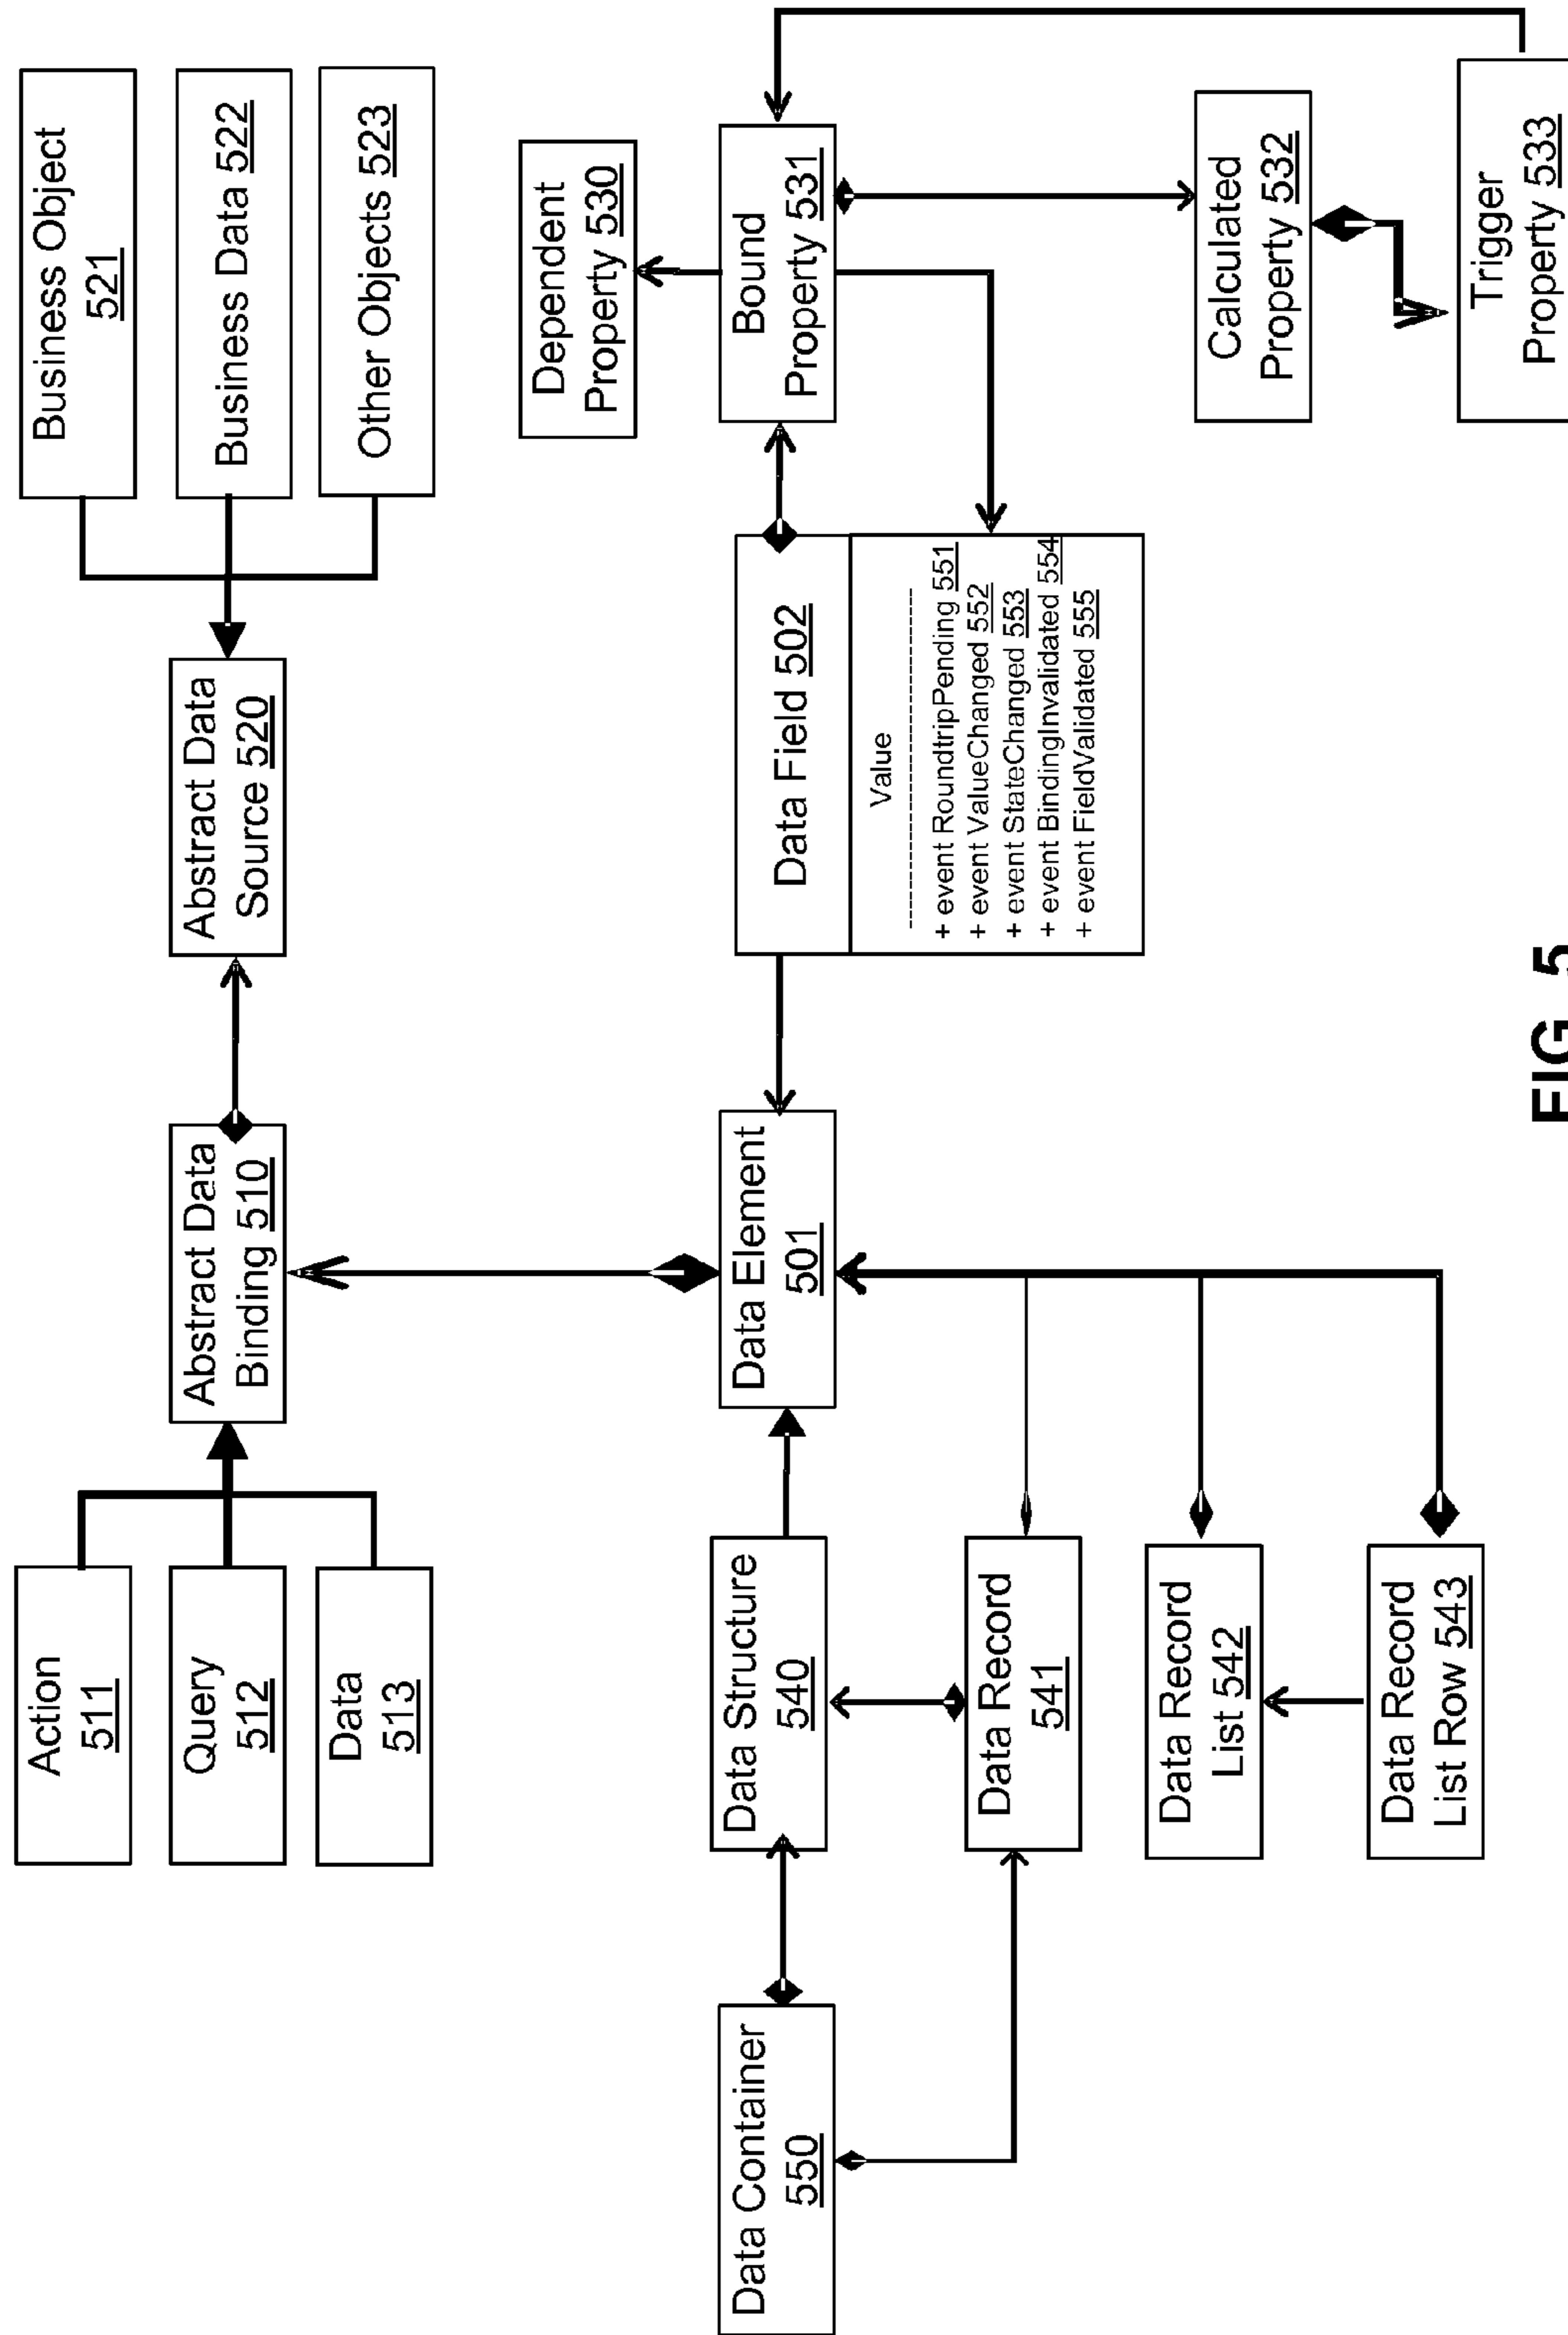 Action
511
Query
512
Data
513
Abstract Data
Binding 510
Abstract Data
Source 520
Business Object
521
Business Data 522
Other Objects 523
Data Container
550
Data Structure
540
Data Record
541
Data Record
List 542
Data Record
List Row 543
Data Element
501
Data Field 502
Value
+ event RoundtripPending 551
+ event ValueChanged 552
+ event StateChanged 553
+ event BindingInvalidated 554
+ event FieldValidated 555
Dependent
Property 530
Bound
Property 531
Calculated
Property 532
Trigger
Property 533
FIG 5